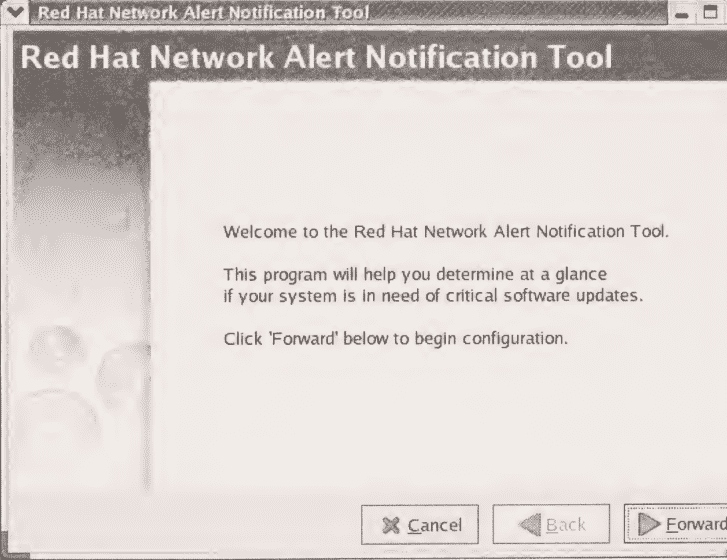 Red Hat Network Alert Notification Tool
Red Hat Network Alert Notification Tool
Welcome to the Red Hat Network Alert Notification Tool.
This program will help you determine at a glance
if your system is in need of critical software updates.
Click 'Forward' below to begin configuration.
Cancel Back Forward